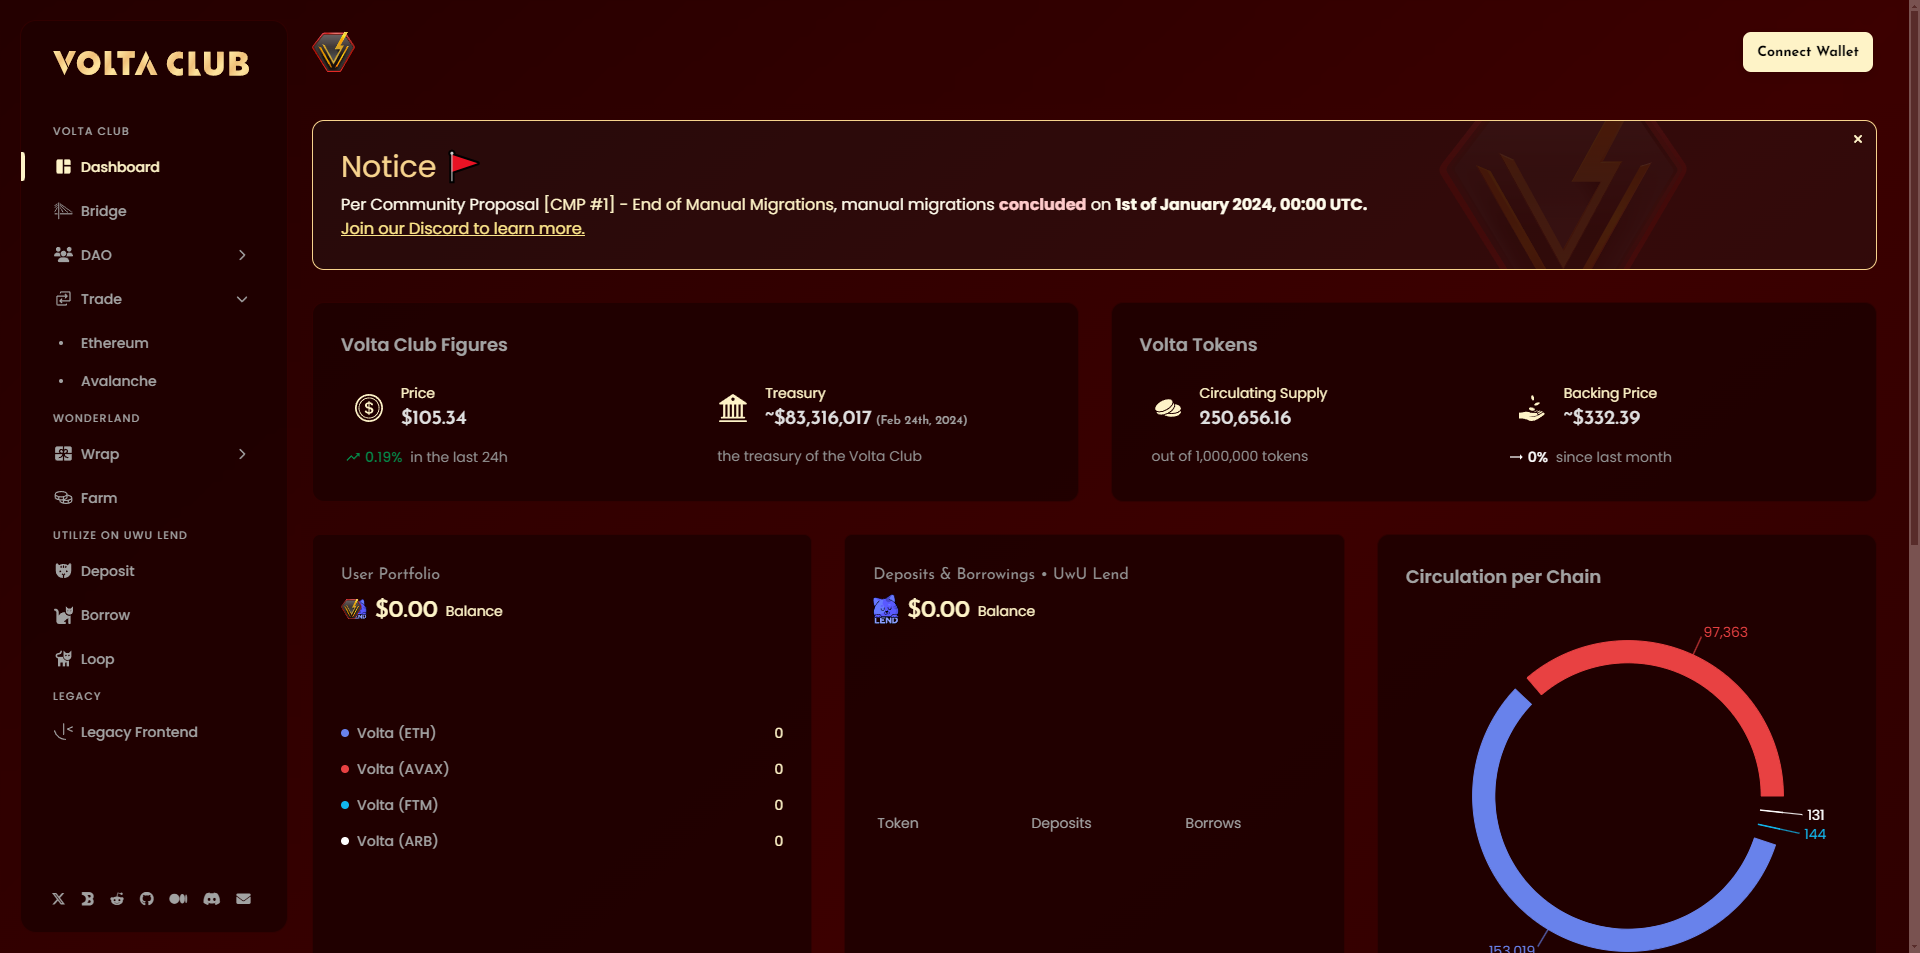 VOLTA CLUB
Connect Wallet
VOLTA CLUB
Dashboard
Bridge
DAO
Trade
Ethereum
Avalanche
WONDERLAND
Wrap
Farm
UTILIZE ON UWU LEND
Deposit
Borrow
Loop
LEGACY
Legacy Frontend
Notice
Per Community Proposal [CMP #1] - End of Manual Migrations, manual migrations concluded on 1st of January 2024, 00:00 UTC.
Join our Discord to learn more.
Volta Club Figures
Price
$105.34
0.19% in the last 24h
Treasury
~$83,316,017 (Feb 24th, 2024)
the treasury of the Volta Club
Volta Tokens
Circulating Supply
250,656.16
out of 1,000,000 tokens
Backing Price
~$332.39
→ 0% since last month
User Portfolio
$0.00 Balance
Volta (ETH) 0
Volta (AVAX) 0
Volta (FTM) 0
Volta (ARB) 0
Deposits & Borrowings • UwU Lend
LEND
$0.00 Balance
Token Deposits Borrows
Circulation per Chain
97,363
131
144
153,019